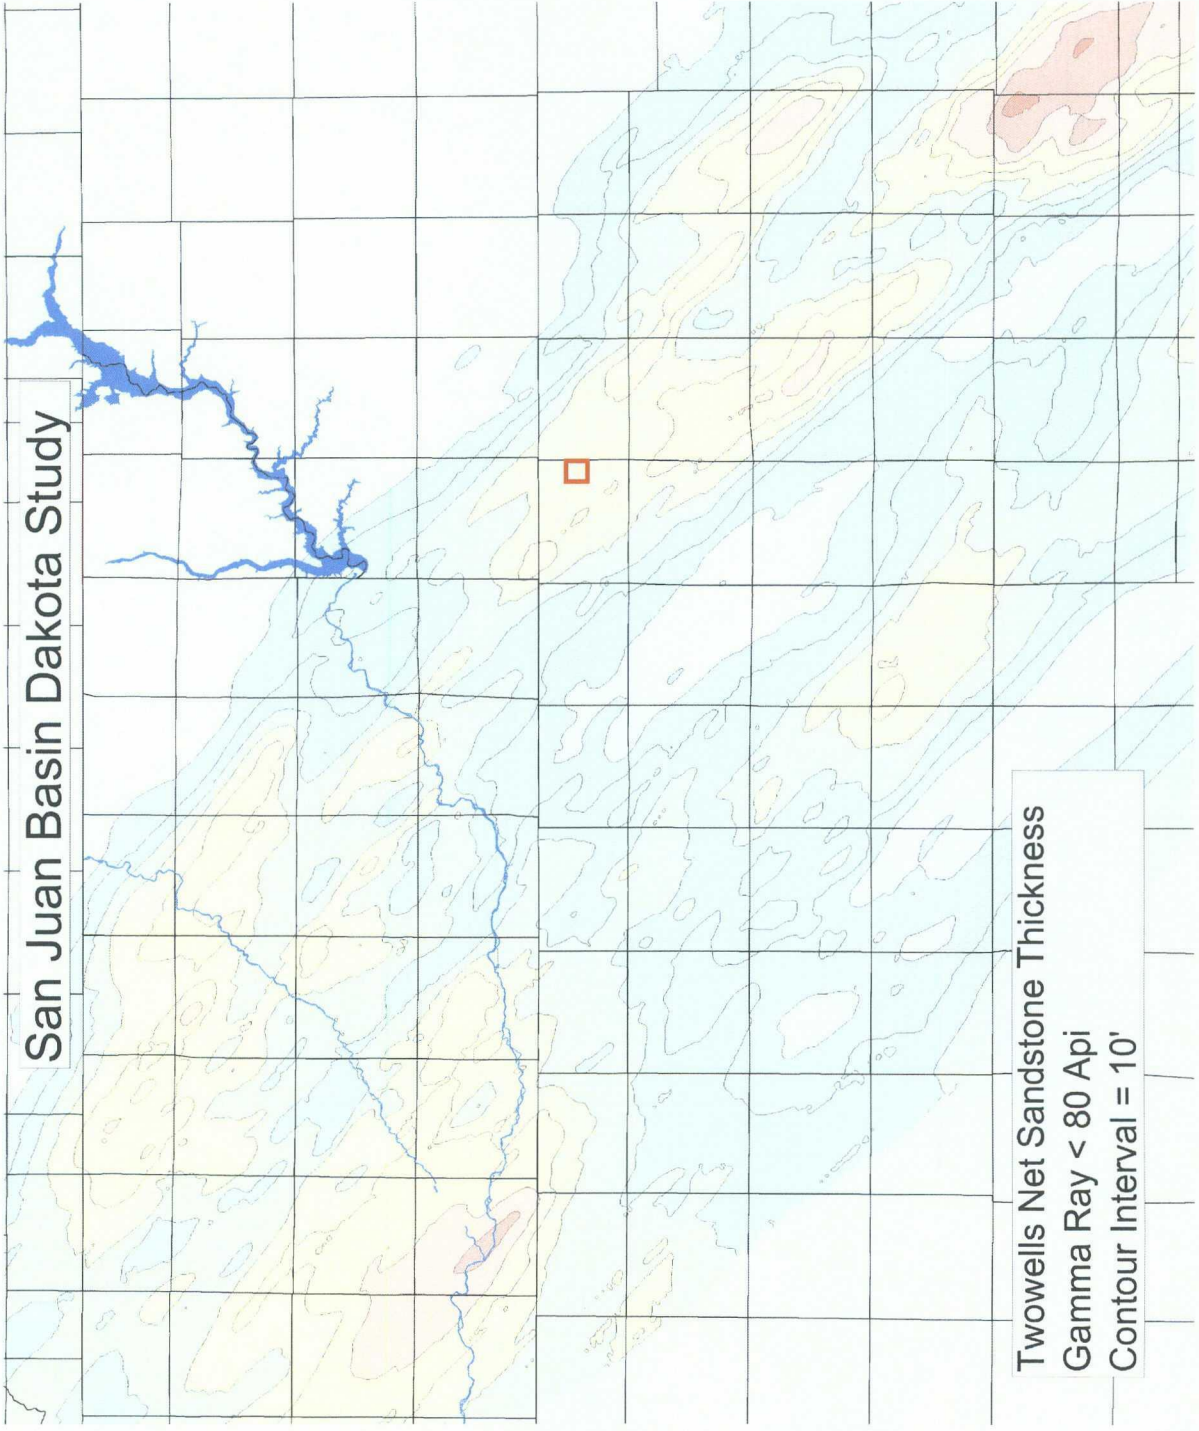 San Juan Basin Dakota Study
Twowells Net Sandstone Thickness
Gamma Ray < 80 Api
Contour Interval = 10'